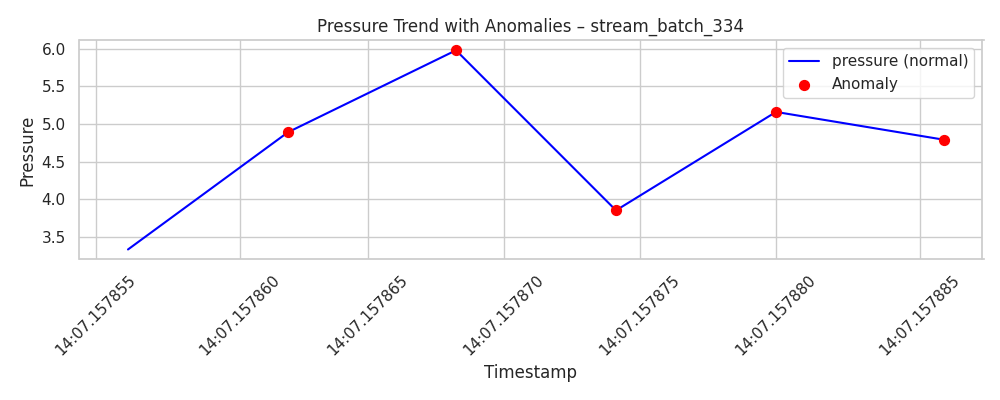 Pressure Trend with Anomalies – stream_batch_334
pressure (normal)
Anomaly
Pressure
6.0
5.5
5.0
4.5
4.0
3.5
14:07.157855
14:07.157860
14:07.157865
14:07.157870
14:07.157875
14:07.157880
14:07.157885
Timestamp